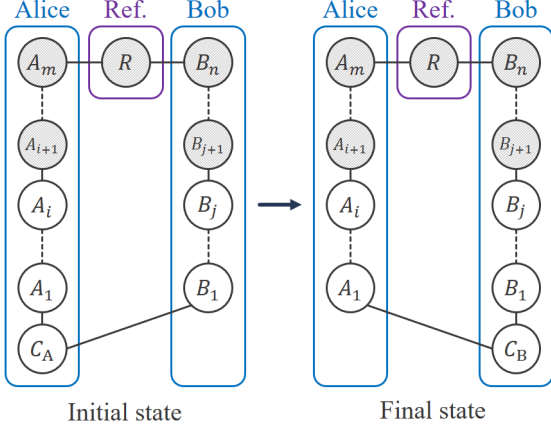 Alice Ref. Bob Alice Ref. Bob
A_m R B_n A_m R B_n
A_{i+1} B_{j+1} A_{i+1} B_{j+1}
A_i B_j A_i B_j
A_1 B_1 A_1 B_1
C_A C_B
Initial state Final state